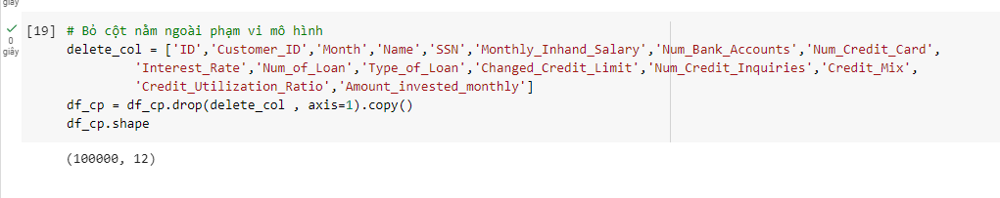 giây
0
giây
[19] # Bỏ cột nằm ngoài phạm vi mô hình
delete_col = ['ID','Customer_ID','Month','Name','SSN','Monthly_Inhand_Salary','Num_Bank_Accounts','Num_Credit_Card',
'Interest_Rate','Num_of_Loan','Type_of_Loan','Changed_Credit_Limit','Num_Credit_Inquiries','Credit_Mix',
'Credit_Utilization_Ratio','Amount_invested_monthly']
df_cp = df_cp.drop(delete_col , axis=1).copy()
df_cp.shape
(100000, 12)